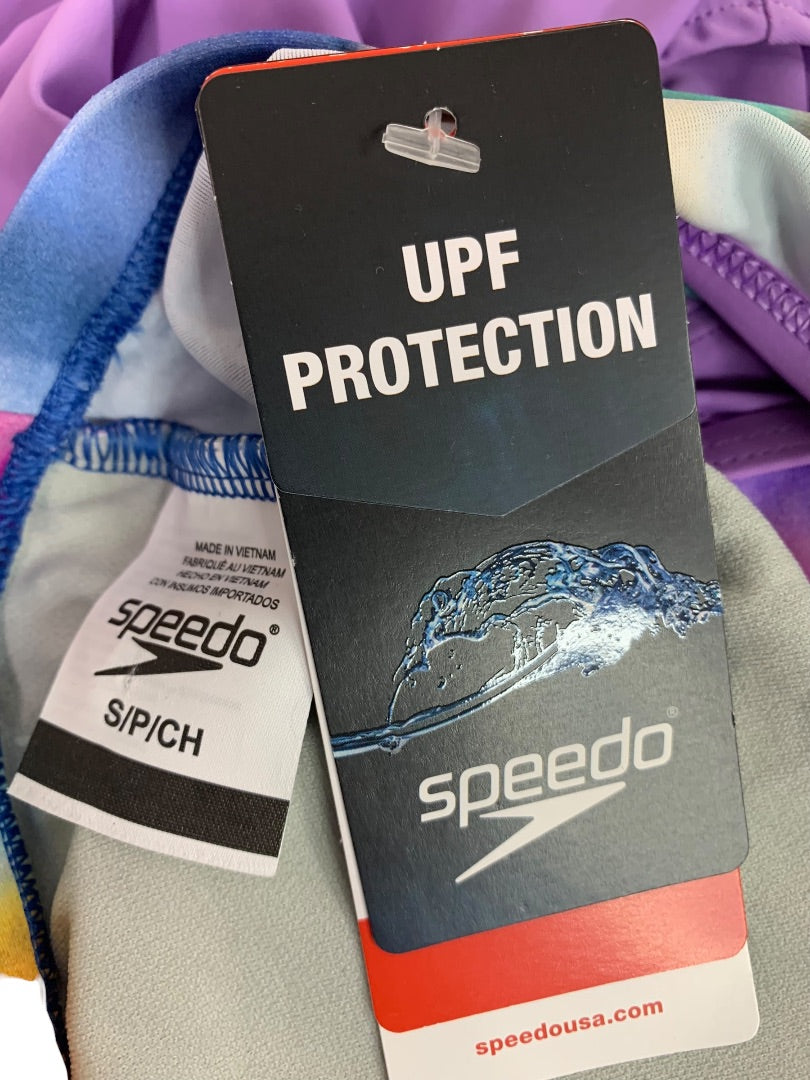 UPF
PROTECTION
speedo®
speedousa.com
MADE IN VIETNAM
FABRIQUÉ AU VIETNAM
HECHO EN VIETNAM
CON INSUMOS IMPORTADOS
speedo®
S/P/CH